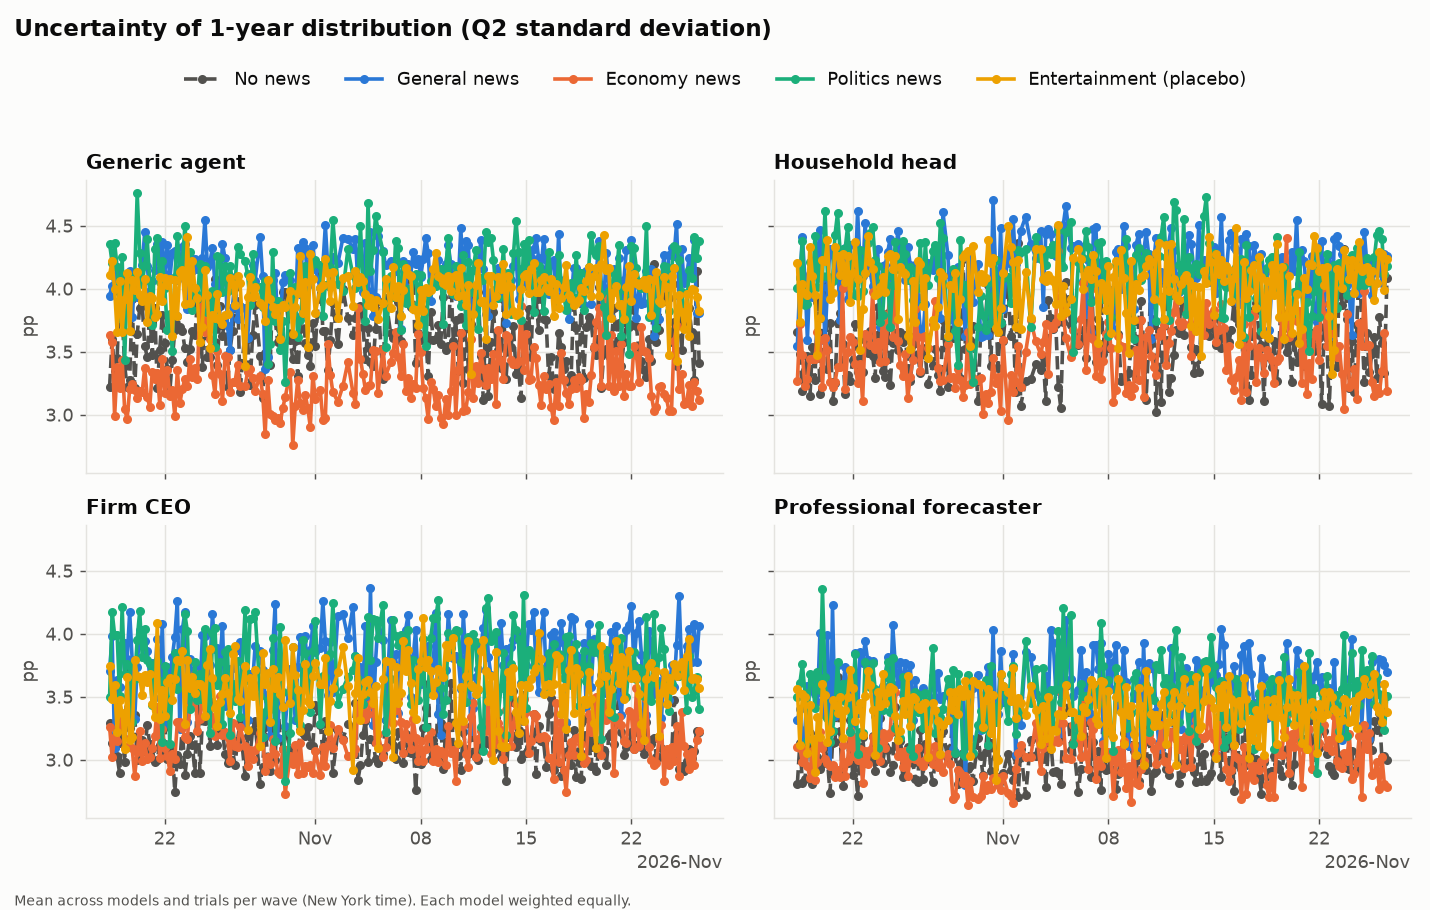 Uncertainty of 1-year distribution (Q2 standard deviation)
No news
General news
Economy news
Politics news
Entertainment (placebo)
Generic agent
Household head
4.5
4.0
3.5
3.0
pp
pp
Firm CEO
Professional forecaster
4.5
4.0
3.5
3.0
pp
pp
22
Nov
08
15
22
2026-Nov
22
Nov
08
15
22
2026-Nov
Mean across models and trials per wave (New York time). Each model weighted equally.